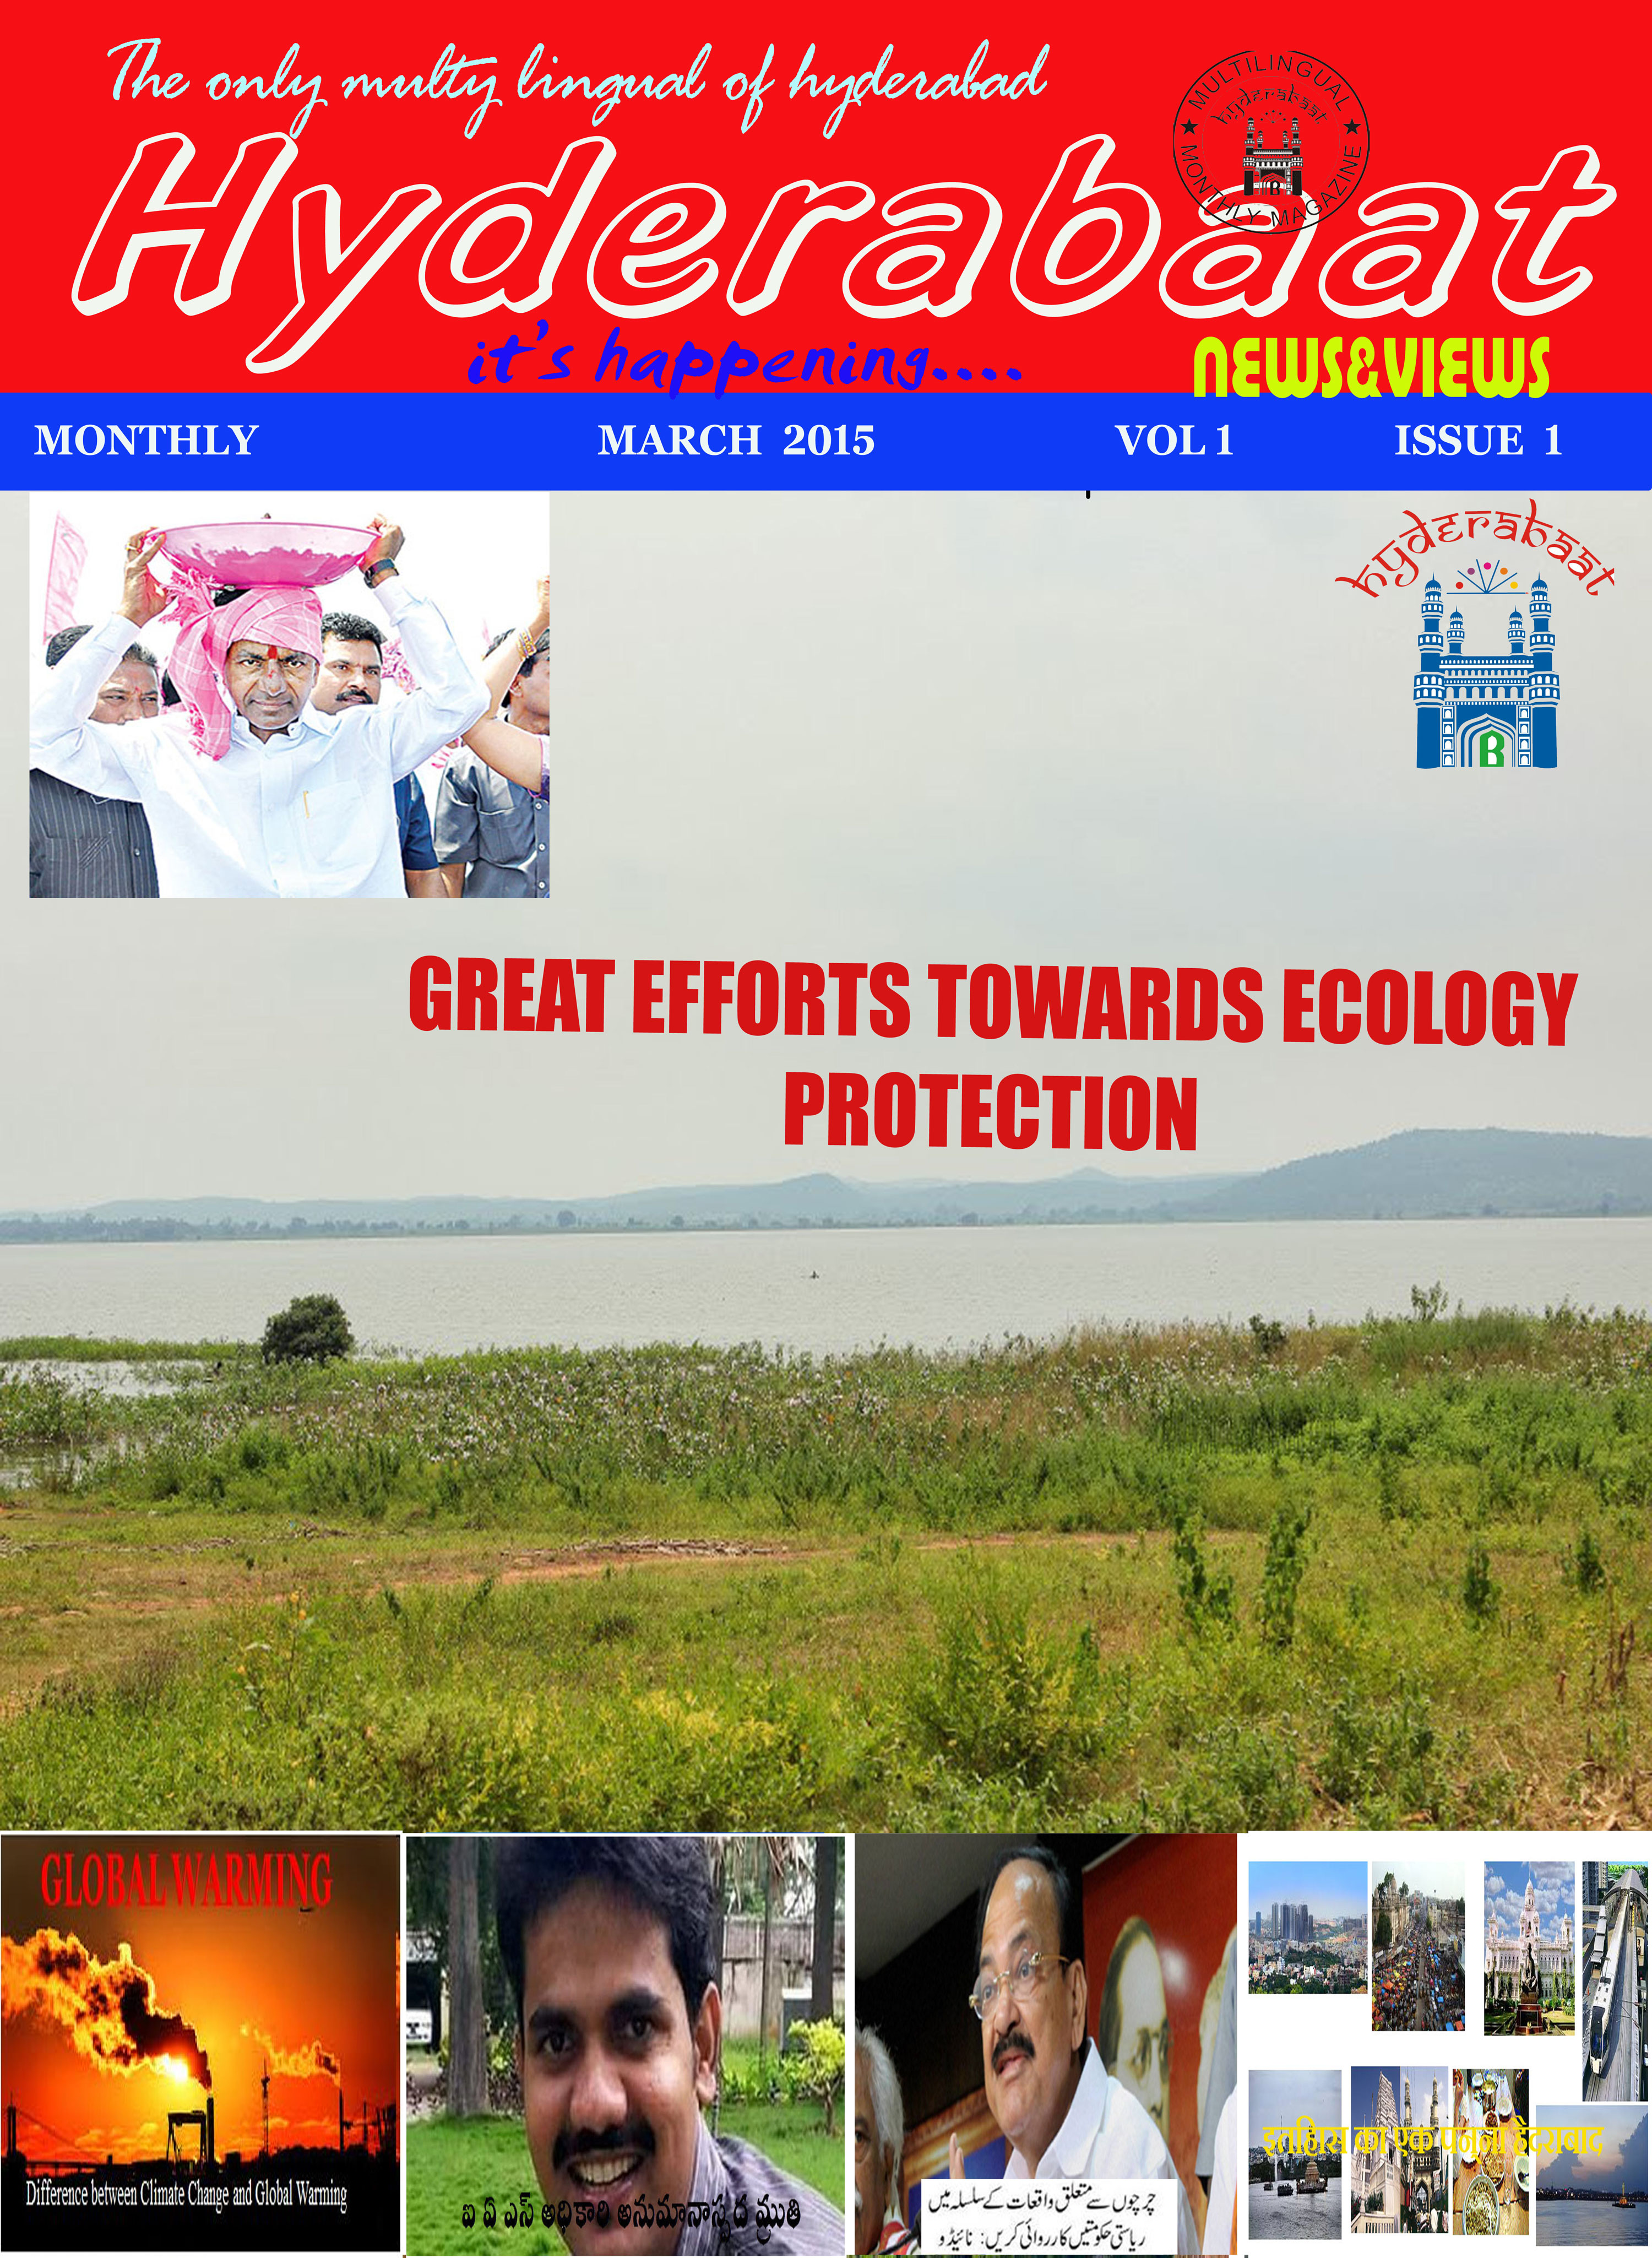 The only multy lingual of hyderabad
MULTILINGUAL
hyderabaat
MONTHLY MAGAZINE
Hyderabaat
it's happening....
NEWS&VIEWS
MONTHLY MARCH 2015 VOL 1 ISSUE 1
hyderabaat
B
GREAT EFFORTS TOWARDS ECOLOGY
PROTECTION
GLOBAL WARMING
Difference between Climate Change and Global Warming
ఐ ఏ ఎస్ అధికారి అనుమానాస్పద మ్రుతి
چرچوں سے متعلق واقعات کے سلسلہ میں
ریاستی حکومتیں کارروائی کریں: نائیڈو
इतहिास का एक पन्ना हैदराबाद